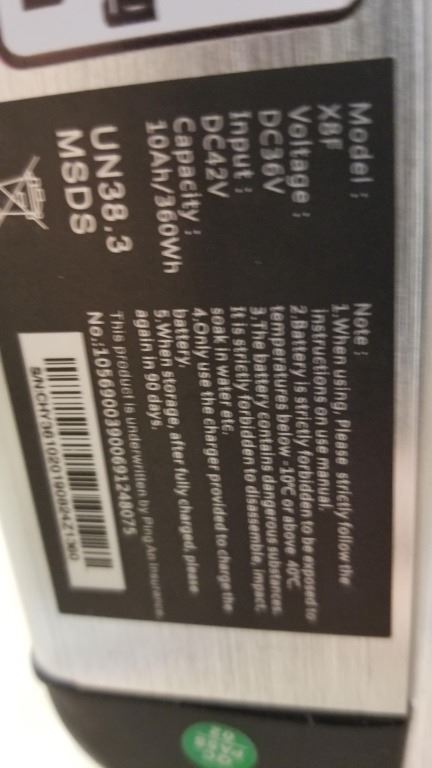 Model :
X8F
Voltage :
DC36V
Input :
DC42V
Capacity :
10Ah/360Wh
UN38.3
MSDS
Note :
1.When using, Please strictly follow the
instructions on use manual.
2.Battery is strictly forbidden to be exposed to
temperatures below -10℃ or above 40℃
3.The battery contains dangerous substances.
It is strictly forbidden to disassemble, impact,
soak in water etc.
4.Only use the charger provided to charge the
battery.
5.When storage, after fully charged, please
again in 90 days.
This product is underwritten by Ping An Insurance